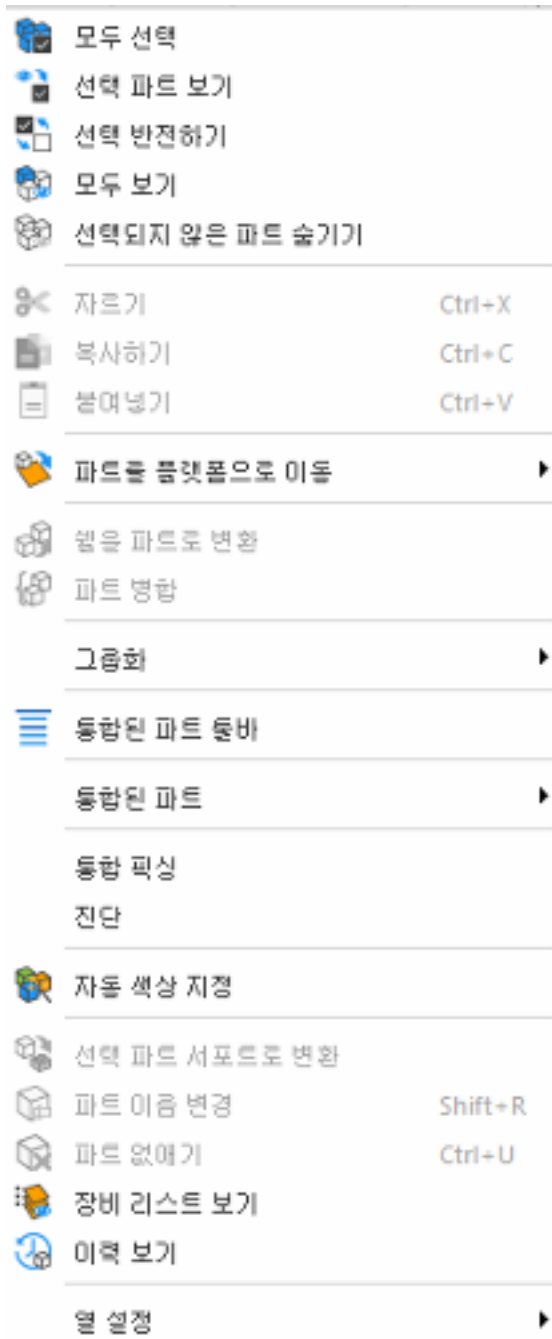 모두 선택
선택 파트 보기
선택 반전하기
모두 보기
선택되지 않은 파트 숨기기
자르기 Ctrl+X
복사하기 Ctrl+C
붙여넣기 Ctrl+V
파트를 플랫폼으로 이동
쉘을 파트로 변환
파트 병합
그룹화
통합된 파트 툴바
통합된 파트
통합 픽싱
진단
자동 색상 지정
선택 파트 서포트로 변환
파트 이름 변경 Shift+R
파트 없애기 Ctrl+U
장비 리스트 보기
이력 보기
열 설정